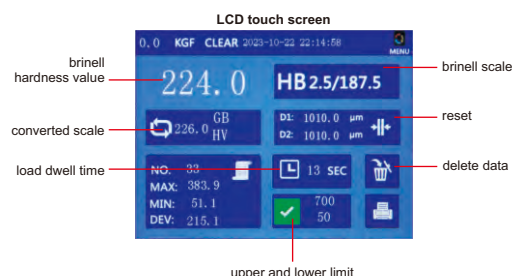 LCD touch screen
0.0 KGF CLEAR 2023-10-22 22:14:58
MENU
brinell
hardness value
224.0
HB 2.5/187.5
brinell scale
converted scale
226.0 GB
HV
D1: 1010.0 μm
D2: 1010.0 μm
reset
load dwell time
NO. 33
MAX: 383.9
MIN: 51.1
DEV: 215.1
13 SEC
delete data
700
50
upper and lower limit